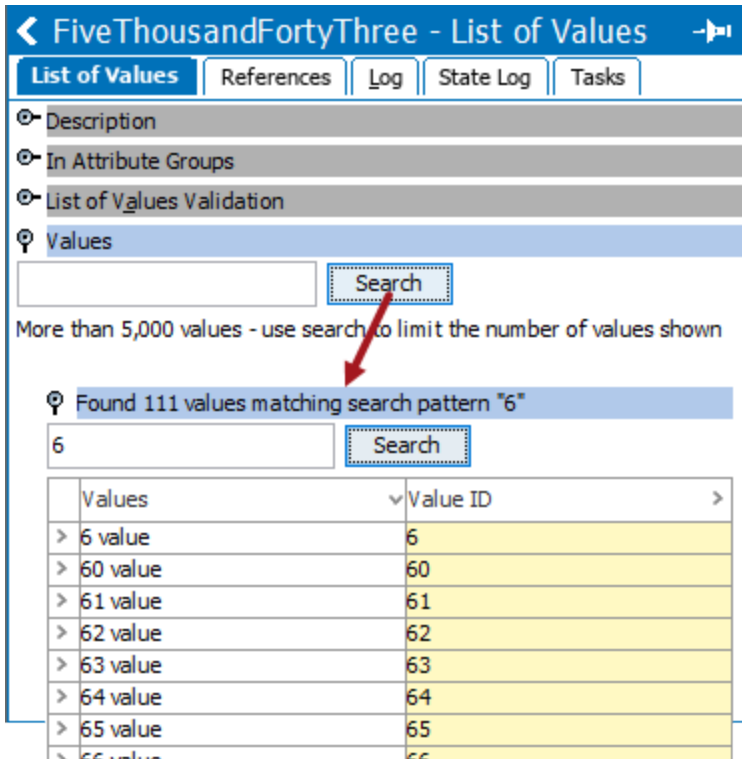 FiveThousandFortyThree - List of Values
List of Values References Log State Log Tasks
Description
In Attribute Groups
List of Values Validation
Values
Search
More than 5,000 values - use search to limit the number of values shown
Found 111 values matching search pattern "6"
6 Search
Values Value ID
6 value 6
60 value 60
61 value 61
62 value 62
63 value 63
64 value 64
65 value 65
66 value 66